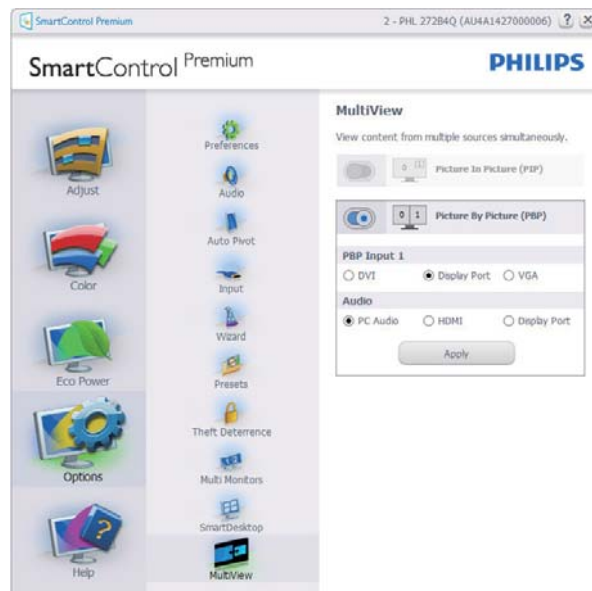 SmartControl Premium
2 - PHL 272B4Q (AU4A1427000006) ? X
SmartControl Premium
PHILIPS
Adjust
Color
Eco Power
Options
Help
Preferences
Audio
Auto Pivot
Input
Wizard
Presets
Theft Deterrence
Multi Monitors
SmartDesktop
MultiView
MultiView
View content from multiple sources simultaneously.
0 1 Picture In Picture (PIP)
0 1 Picture By Picture (PBP)
PBP Input 1
DVI Display Port VGA
Audio
PC Audio HDMI Display Port
Apply